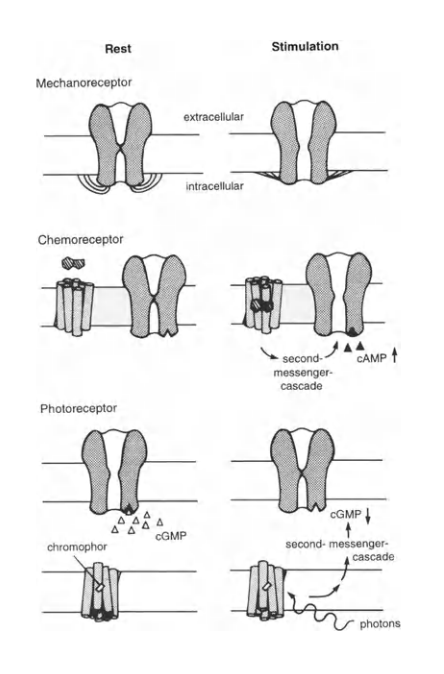 Rest
Stimulation
Mechanoreceptor
extracellular
intracellular
Chemoreceptor
second-
messenger-
cascade
cAMP
Photoreceptor
cGMP
cGMP
second- messenger-
cascade
chromophor
photons